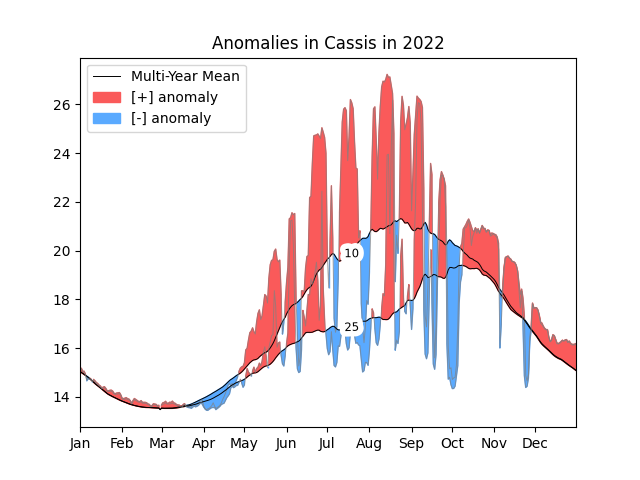 Anomalies in Cassis in 2022
Multi-Year Mean
[+] anomaly
[-] anomaly
26
24
22
20
18
16
14
10
25
Jan Feb Mar Apr May Jun Jul Aug Sep Oct Nov Dec